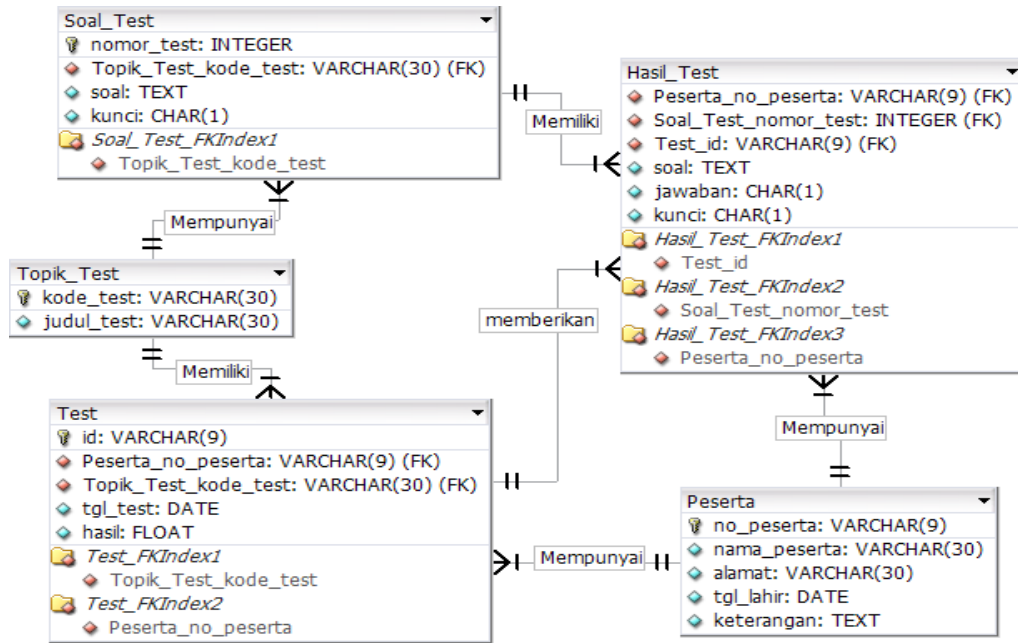 Soal_Test
nomor_test: INTEGER
Topik_Test_kode_test: VARCHAR(30) (FK)
soal: TEXT
kunci: CHAR(1)
Soal_Test_FKIndex1
Topik_Test_kode_test
Memiliki
Hasil_Test
Peserta_no_peserta: VARCHAR(9) (FK)
Soal_Test_nomor_test: INTEGER (FK)
Test_id: VARCHAR(9) (FK)
soal: TEXT
jawaban: CHAR(1)
kunci: CHAR(1)
Hasil_Test_FKIndex1
Test_id
Hasil_Test_FKIndex2
Soal_Test_nomor_test
Hasil_Test_FKIndex3
Peserta_no_peserta
Mempunyai
Topik_Test
kode_test: VARCHAR(30)
judul_test: VARCHAR(30)
memberikan
Memiliki
Mempunyai
Test
id: VARCHAR(9)
Peserta_no_peserta: VARCHAR(9) (FK)
Topik_Test_kode_test: VARCHAR(30) (FK)
tgl_test: DATE
hasil: FLOAT
Test_FKIndex1
Topik_Test_kode_test
Test_FKIndex2
Peserta_no_peserta
Mempunyai
Peserta
no_peserta: VARCHAR(9)
nama_peserta: VARCHAR(30)
alamat: VARCHAR(30)
tgl_lahir: DATE
keterangan: TEXT